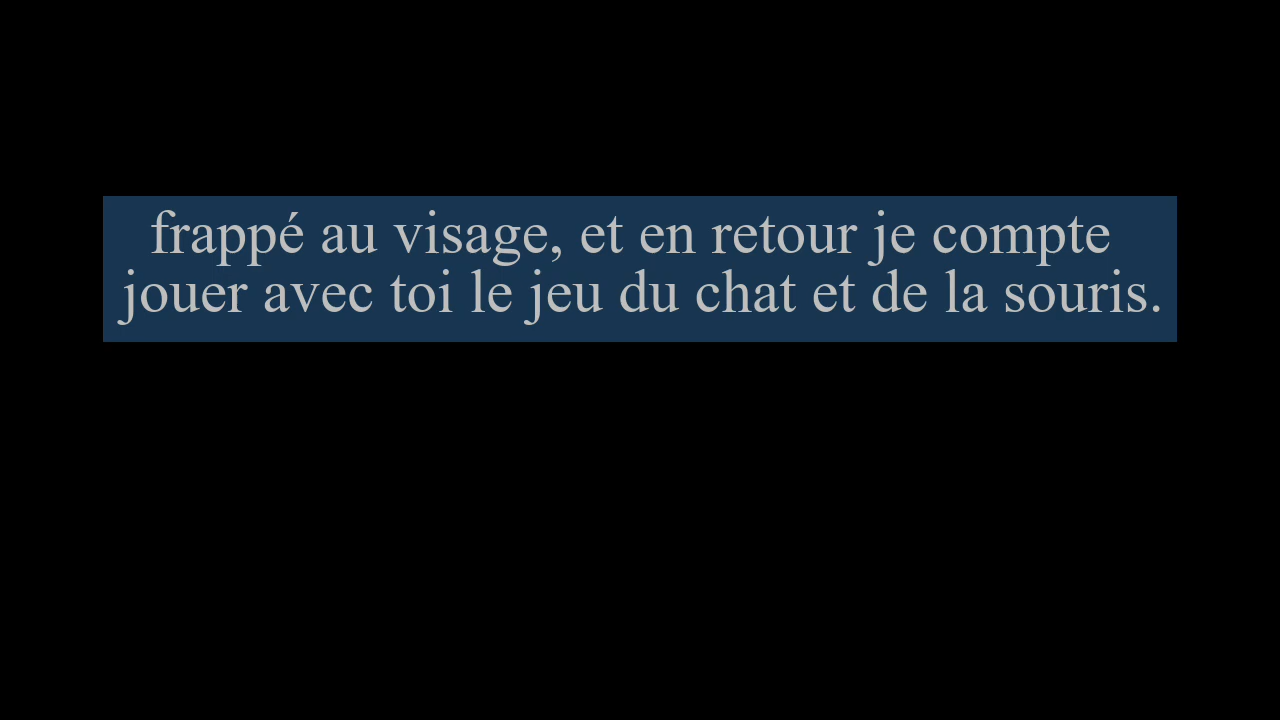 frappé au visage, et en retour je compte
jouer avec toi le jeu du chat et de la souris.